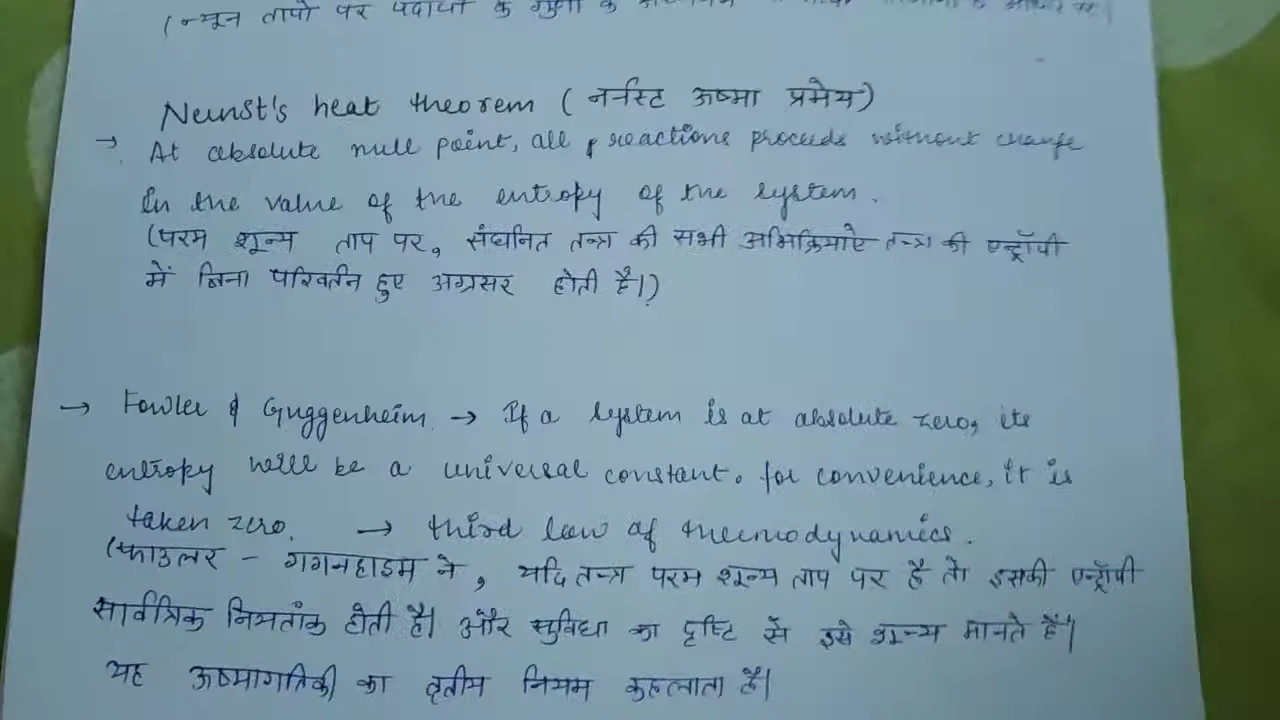 (न्यून तापों पर पदार्थों के गुणों के
Nernst's heat theorem ( नर्नस्ट ऊष्मा प्रमेय)
→ At absolute null point, all reactions proceeds without change
in the value of the entropy of the system.
(परम शून्य ताप पर, संघनित तन्त्र की सभी अभिक्रियाऐं तन्त्र की एन्ट्रॉपी
में बिना परिवर्तन हुए अग्रसर होती है।)
→ Fowler & Guggenheim → If a system is at absolute zero, its
entropy will be a universal constant. for convenience, it is
taken zero. → third law of themodynamics.
(फाउलर - गगनहाइम ने, यदि तन्त्र परम शून्य ताप पर है तो इसकी एन्ट्रॉपी
सार्वत्रिक नियतांक होती है। और सुविधा का दृष्टि से इसे शून्य मानते हैं।
यह ऊष्मागतिकी का तृतीय नियम कहलाता है।